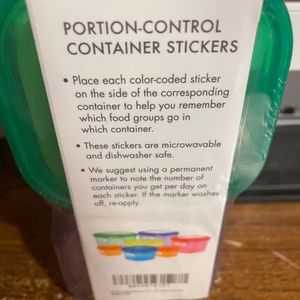 PORTION-CONTROL
CONTAINER STICKERS
• Place each color-coded sticker
on the side of the corresponding
container to help you remember
which food groups go in
which container.
• These stickers are microwavable
and dishwasher safe.
• We suggest using a permanent
marker to note the number of
containers you get per day on
each sticker. If the marker washes
off, re-apply.